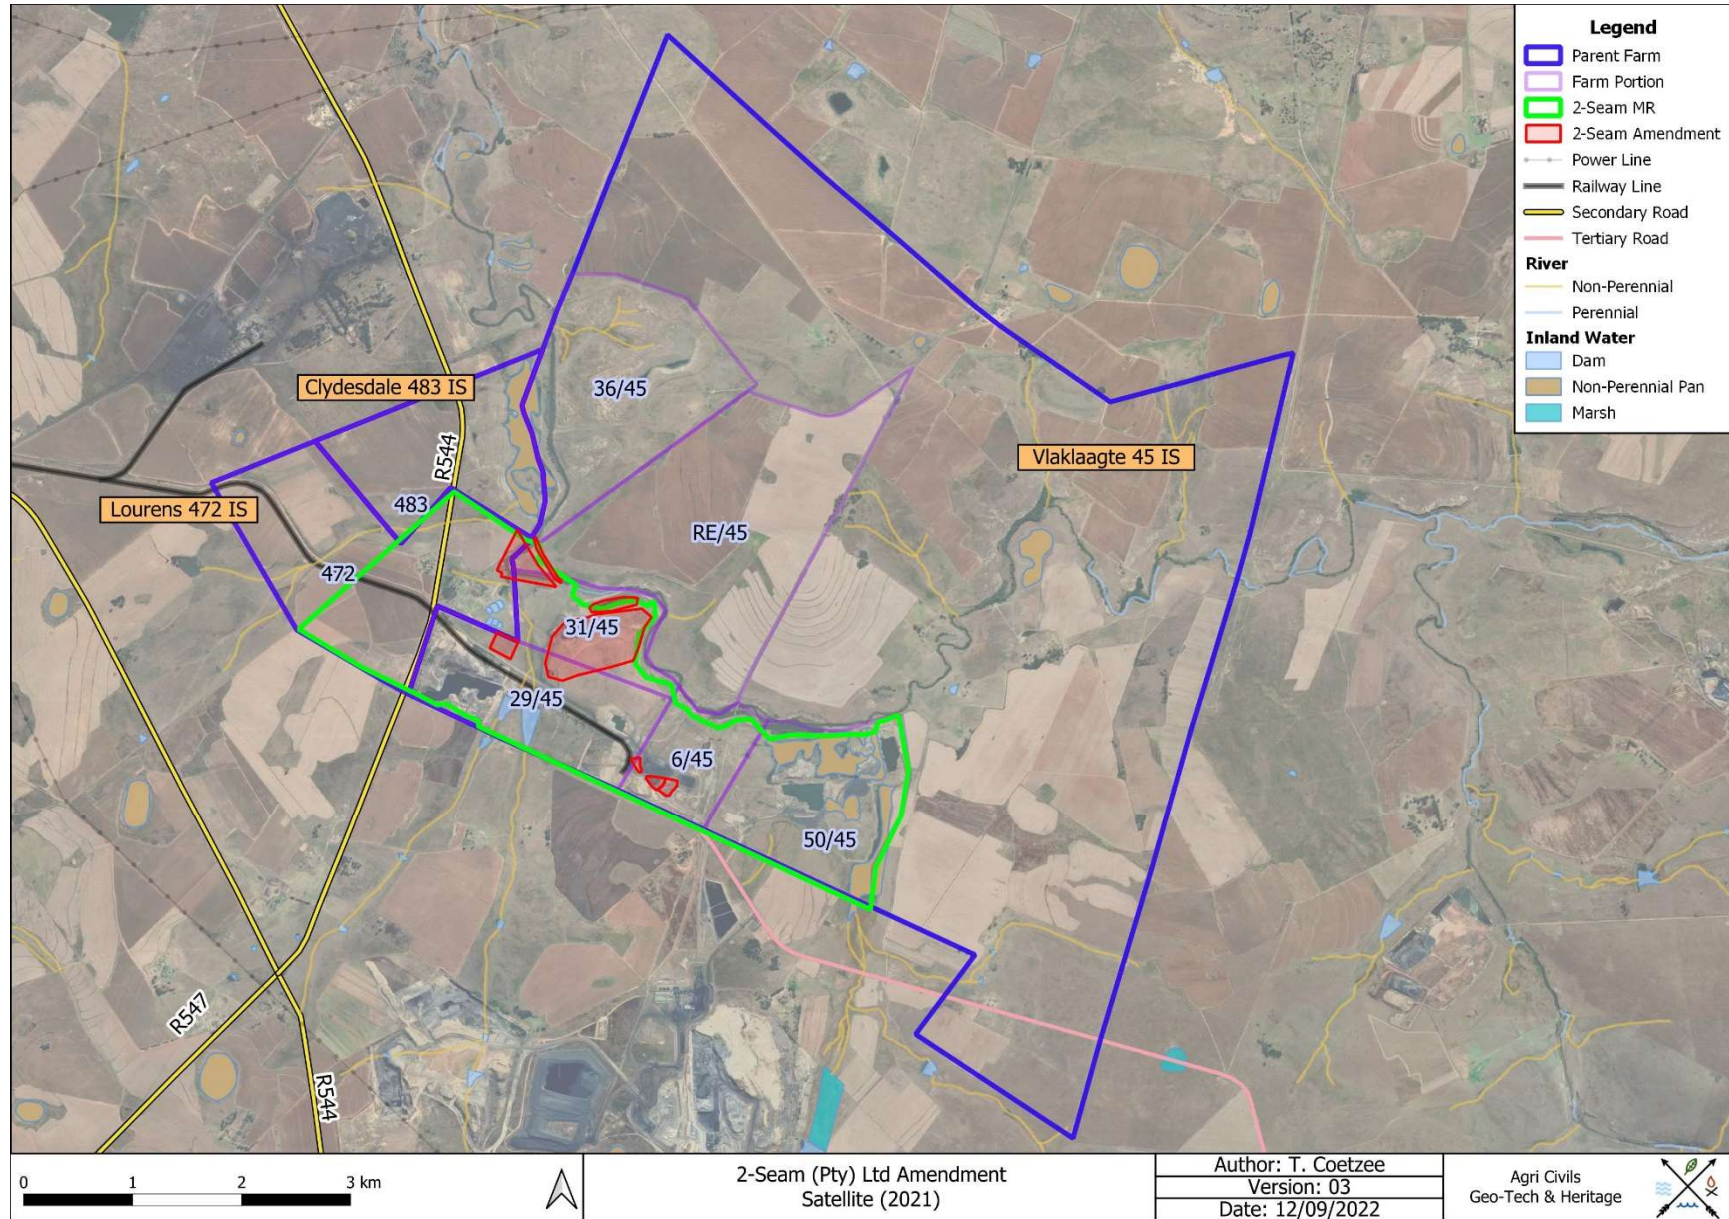 Legend
Parent Farm
Farm Portion
2-Seam MR
2-Seam Amendment
Power Line
Railway Line
Secondary Road
Tertiary Road
River
Non-Perennial
Perennial
Inland Water
Dam
Non-Perennial Pan
Marsh
Clydesdale 483 IS
36/45
R544
Vlaklaagte 45 IS
Lourens 472 IS
483
RE/45
472
31/45
29/45
6/45
50/45
R547
R544
0 1 2 3 km
2-Seam (Pty) Ltd Amendment
Satellite (2021)
Author: T. Coetzee
Version: 03
Date: 12/09/2022
Agri Civils
Geo-Tech & Heritage